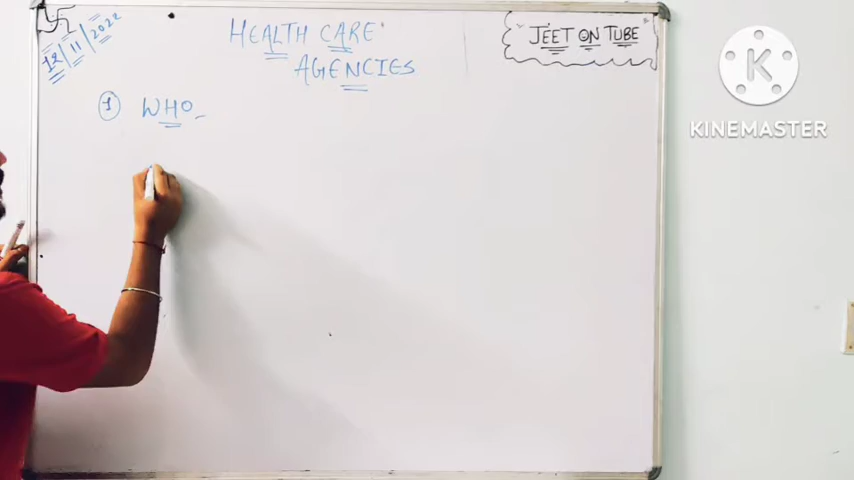 12/11/2022
HEALTH CARE
AGENCIES
JEET ON TUBE
1 WHO
K
KINEMASTER